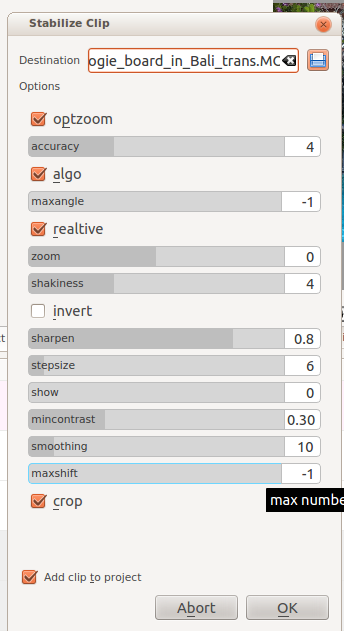 Stabilize Clip
Destination ogie_board_in_Bali_trans.MO
Options
optzoom
accuracy 4
algo
maxangle -1
realtive
zoom 0
shakiness 4
invert
sharpen 0.8
stepsize 6
show 0
mincontrast 0.30
smoothing 10
maxshift -1
max numbe
crop
Add clip to project
Abort OK